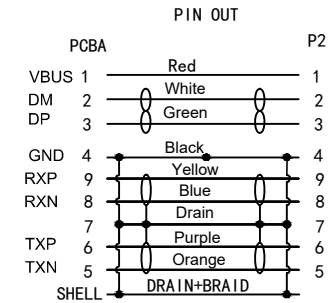 PIN OUT
PCBA P2
VBUS 1 Red 1
DM 2 White 2
DP 3 Green 3
GND 4 Black 4
RXP 9 Yellow 9
RXN 8 Blue 8
7 Drain 7
TXP 6 Purple 6
TXN 5 Orange 5
SHELL DRAIN+BRAID